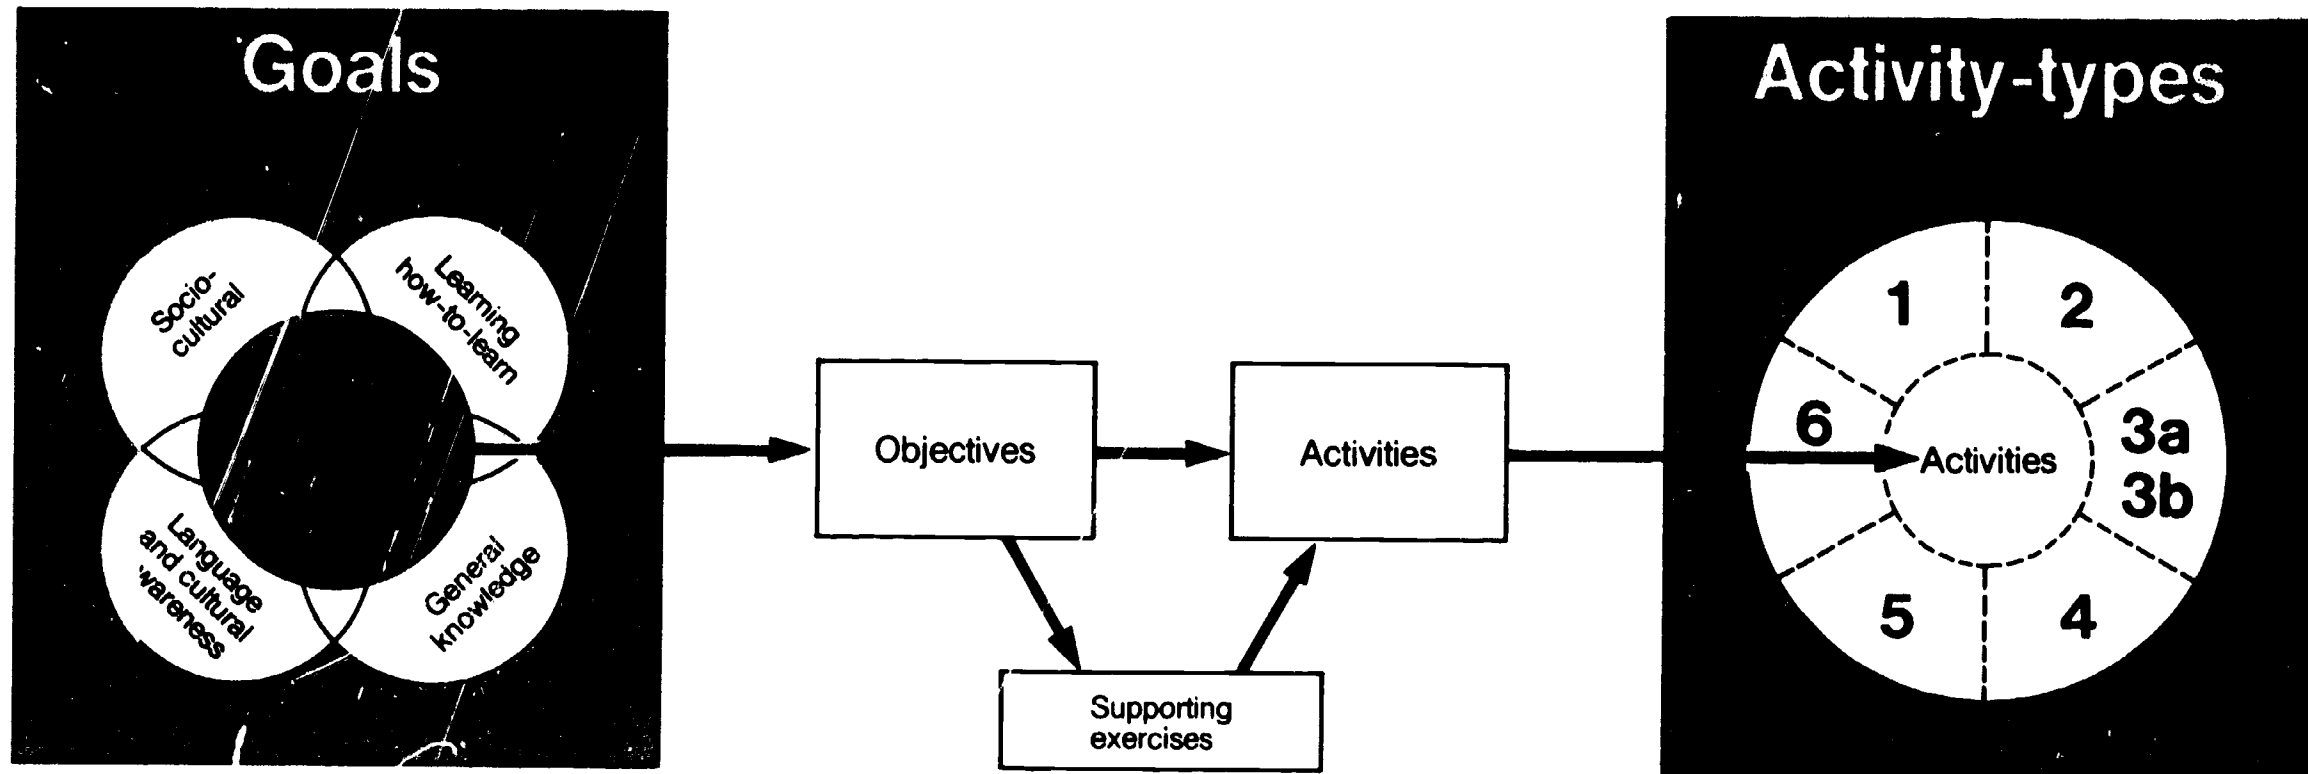 Goals
Socio-
cultural
Learning
how-to-learn
Language
and cultural
wareness
General
knowledge
Objectives
Activities
Supporting
exercises
Activity-types
1
2
3a
3b
4
5
6
Activities